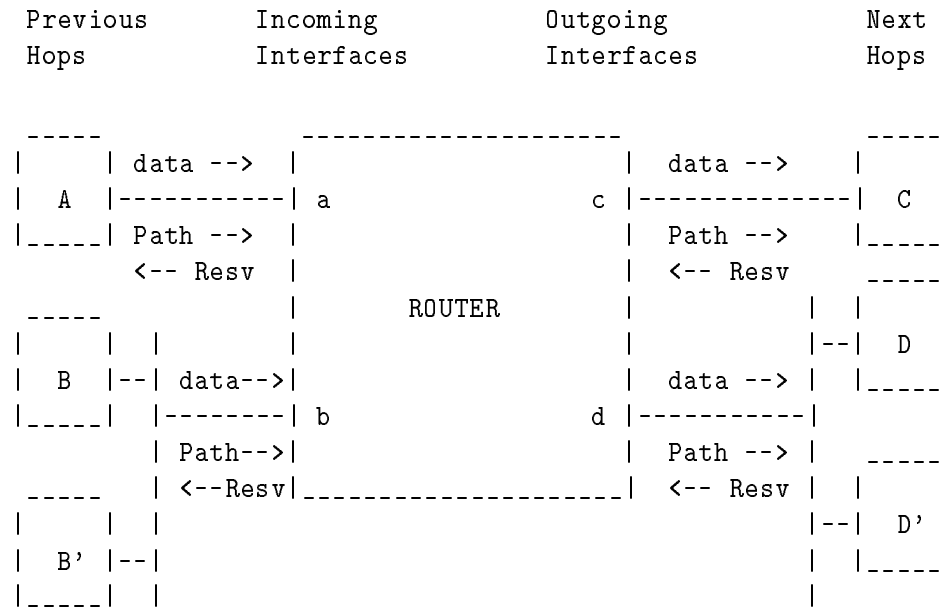 Previous Incoming Outgoing Next
Hops Interfaces Interfaces Hops
data --> data -->
A a c C
Path --> Path -->
<-- Resv <-- Resv
ROUTER
D
B data--> data -->
b d
Path--> Path -->
<--Resv <-- Resv
D'
B'